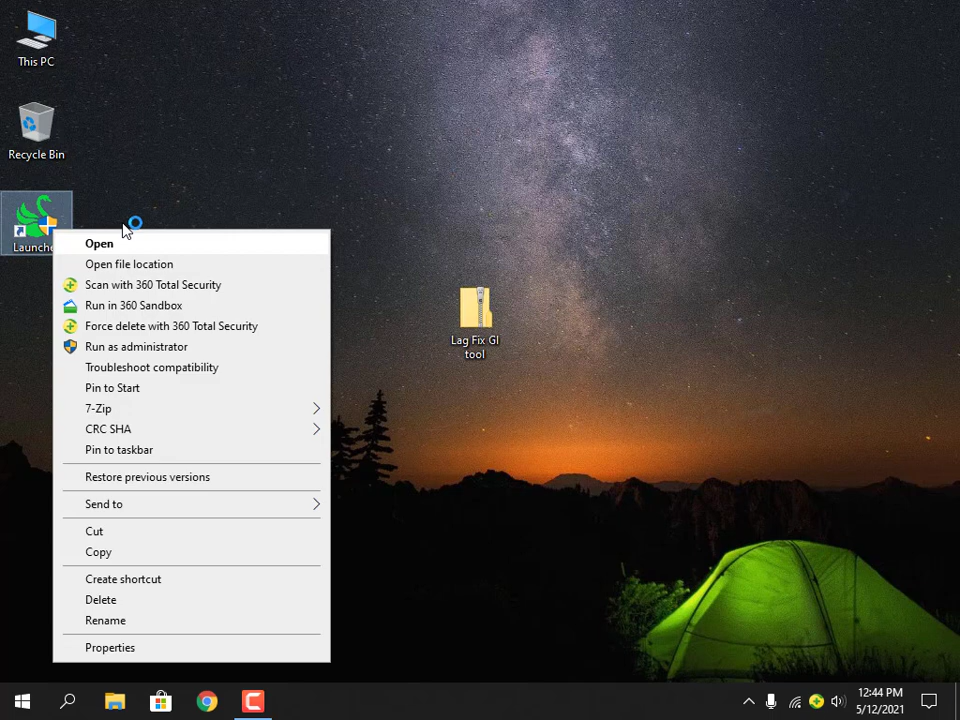 This PC
Recycle Bin
Launche
Open
Open file location
Scan with 360 Total Security
Run in 360 Sandbox
Force delete with 360 Total Security
Run as administrator
Troubleshoot compatibility
Pin to Start
7-Zip
CRC SHA
Pin to taskbar
Restore previous versions
Send to
Cut
Copy
Create shortcut
Delete
Rename
Properties
Lag Fix GI
tool
12:44 PM
5/12/2021